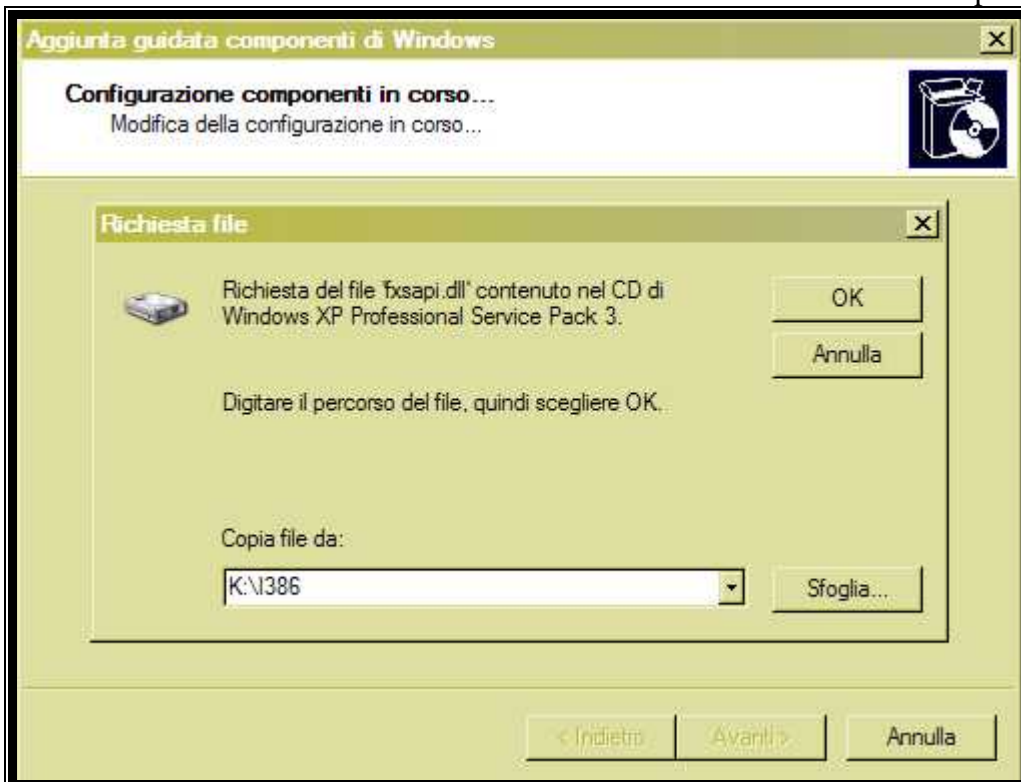 Aggiunta guidata componenti di Windows
Configurazione componenti in corso...
Modifica della configurazione in corso...
Richiesta file
Richiesta del file 'fxsapi.dll' contenuto nel CD di
Windows XP Professional Service Pack 3.
OK
Annulla
Digitare il percorso del file, quindi scegliere OK.
Copia file da:
K:\I386
Sfoglia...
< Indietro
Avanti >
Annulla